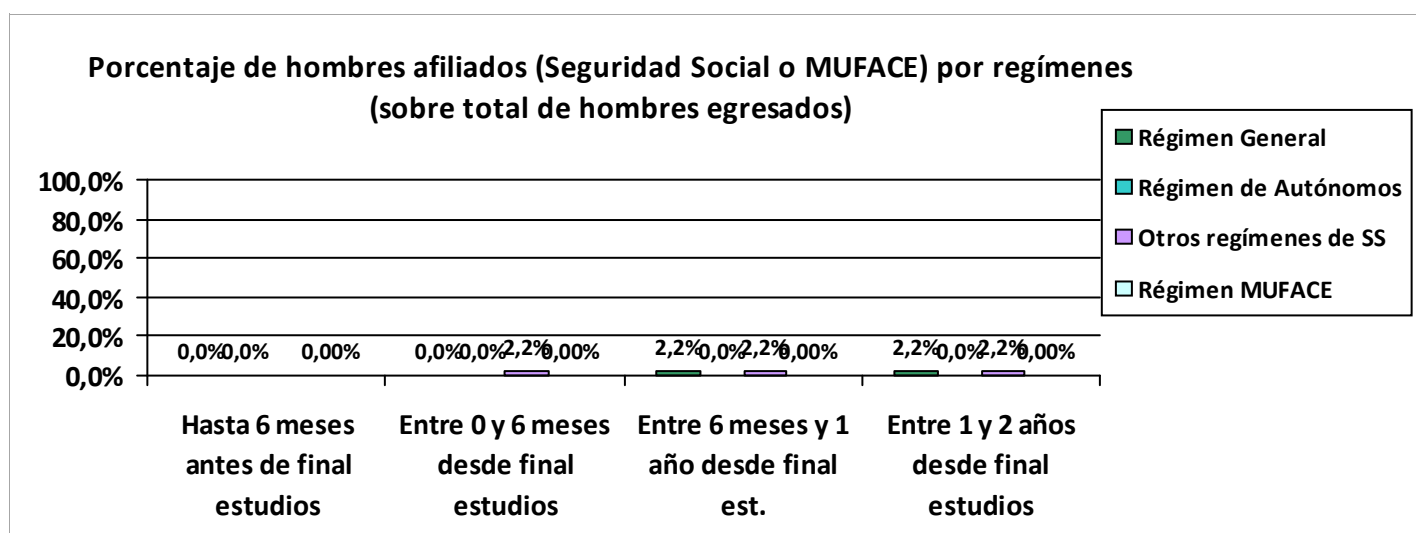 Porcentaje de hombres afiliados (Seguridad Social o MUFACE) por regímenes
(sobre total de hombres egresados)
Régimen General
Régimen de Autónomos
Otros regímenes de SS
Régimen MUFACE
100,0%
80,0%
60,0%
40,0%
20,0%
0,0%
0,0% 0,0% 0,00% 0,0% 0,0% 2,2% 0,00% 2,2% 0,0% 2,2% 0,00% 2,2% 0,0% 2,2% 0,00%
Hasta 6 meses
antes de final
estudios
Entre 0 y 6 meses
desde final
estudios
Entre 6 meses y 1
año desde final
est.
Entre 1 y 2 años
desde final
estudios